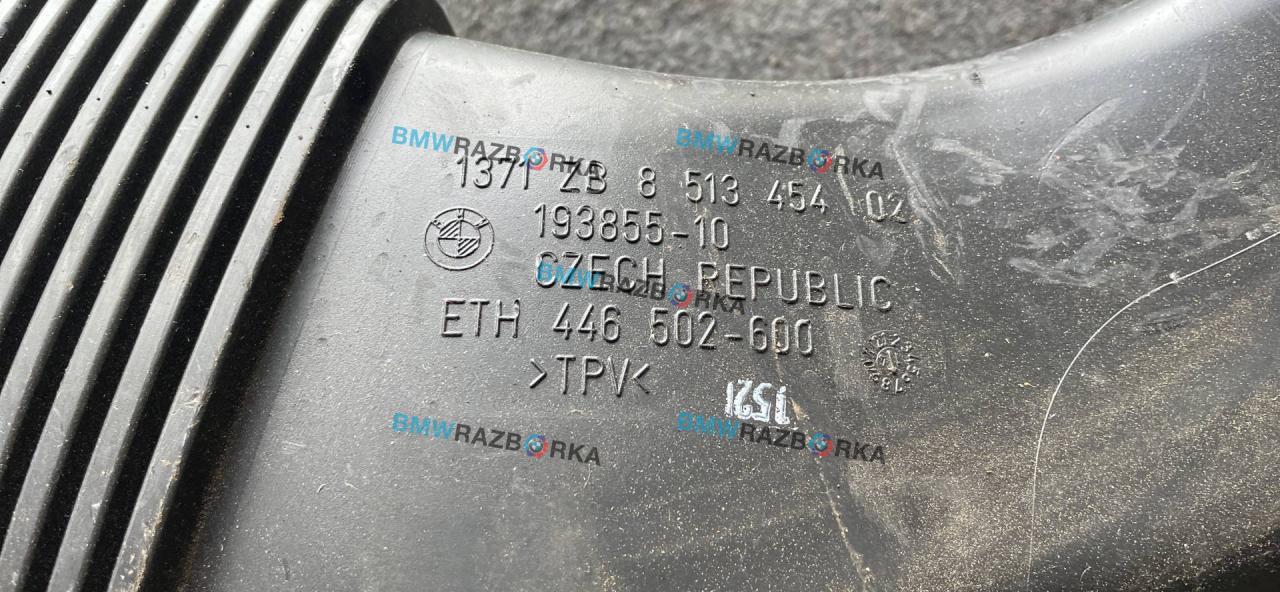 BMWRAZBORKA BMWRAZBORKA
1371 ZB 8 513 454 02
193855-10
CZECH REPUBLIC
BMWRAZBORKA
ETH 446 502-600
>TPV<
1521
BMWRAZBORKA BMWRAZBORKA